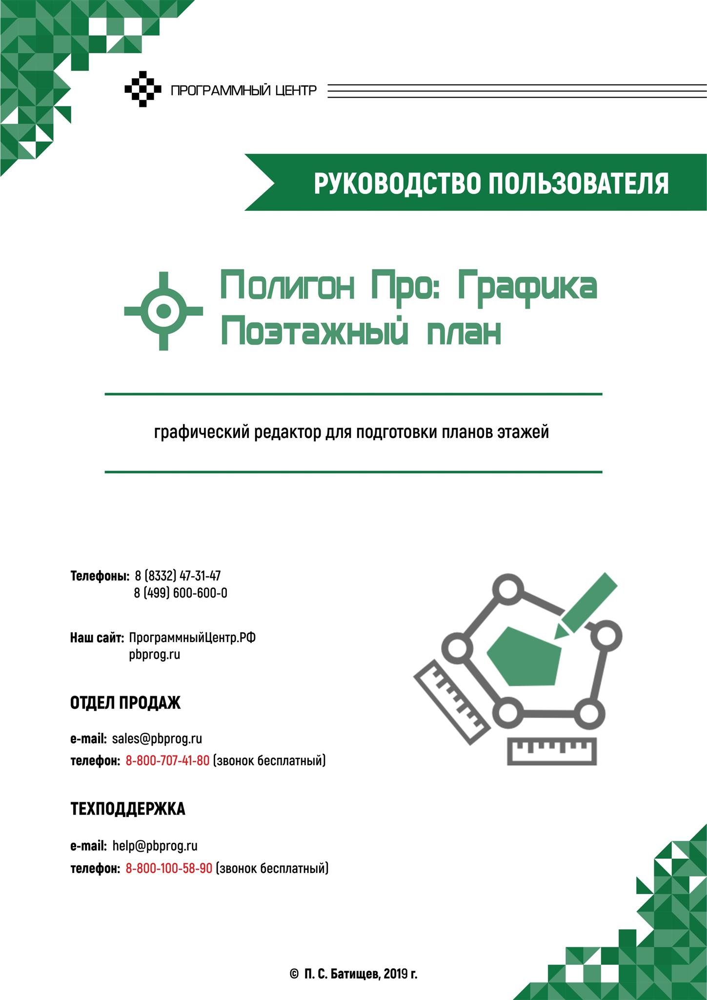 ПРОГРАММНЫЙ ЦЕНТР
РУКОВОДСТВО ПОЛЬЗОВАТЕЛЯ
Полигон Про: Графика
Поэтажный план
графический редактор для подготовки планов этажей
Телефоны: 8 (8332) 47-31-47
8 (499) 600-600-0
Наш сайт: ПрограммныйЦентр.РФ
pbprog.ru
ОТДЕЛ ПРОДАЖ
e-mail: sales@pbprog.ru
телефон: 8-800-707-41-80 (звонок бесплатный)
ТЕХПОДДЕРЖКА
e-mail: help@pbprog.ru
телефон: 8-800-100-58-90 (звонок бесплатный)
© П. С. Батищев, 2019 г.